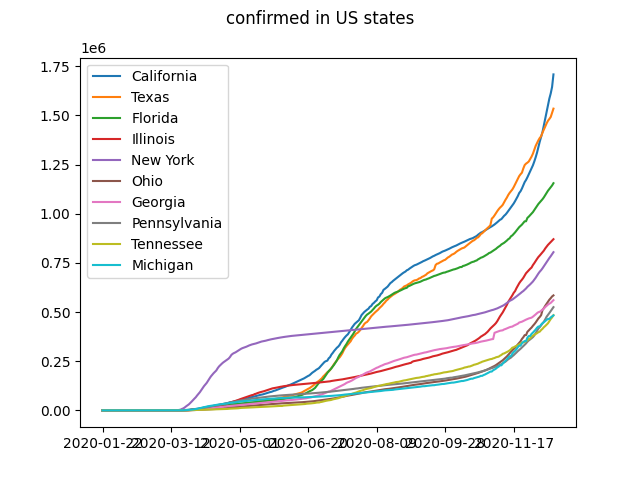 confirmed in US states
1e6
1.75
1.50
1.25
1.00
0.75
0.50
0.25
0.00
California
Texas
Florida
Illinois
New York
Ohio
Georgia
Pennsylvania
Tennessee
Michigan
2020-01-22 2020-03-12 2020-05-01 2020-06-20 2020-08-09 2020-09-28 2020-11-17